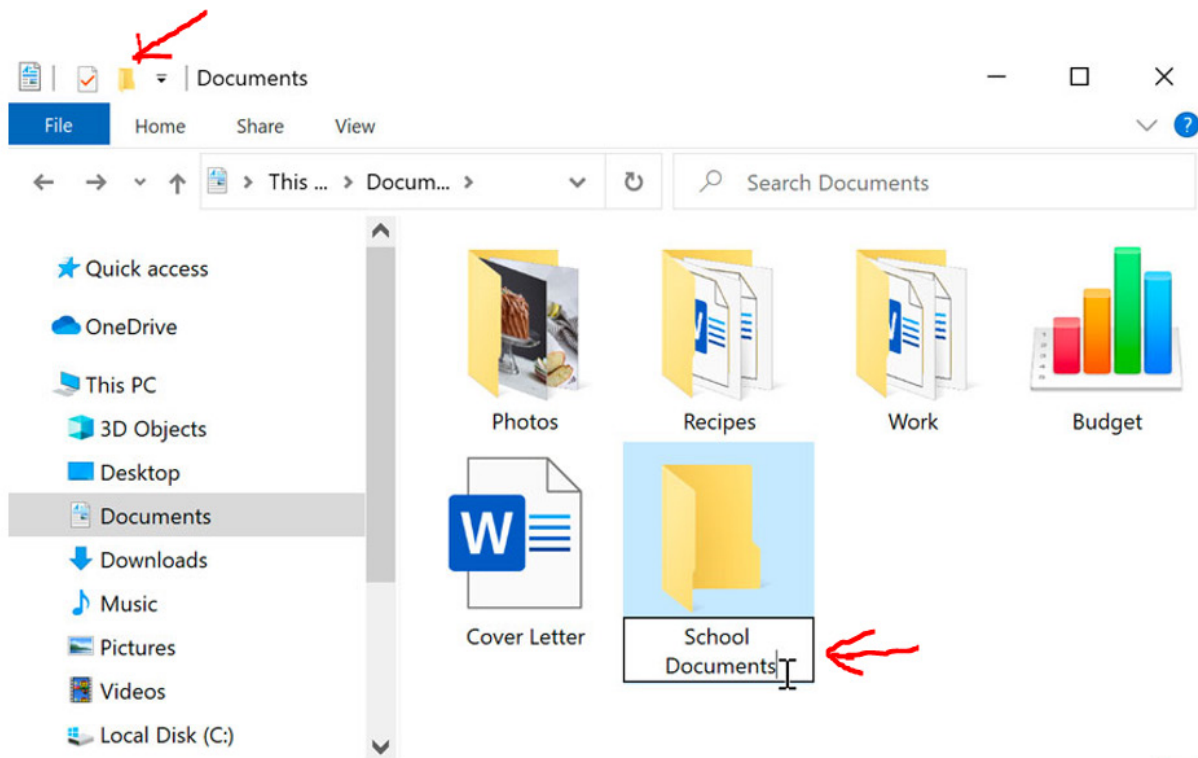 Documents
File Home Share View ?
This ... Docum... Search Documents
Quick access
OneDrive
This PC
3D Objects
Desktop
Documents
Downloads
Music
Pictures
Videos
Local Disk (C:)
Photos Recipes Work Budget
W
Cover Letter
School
Documents